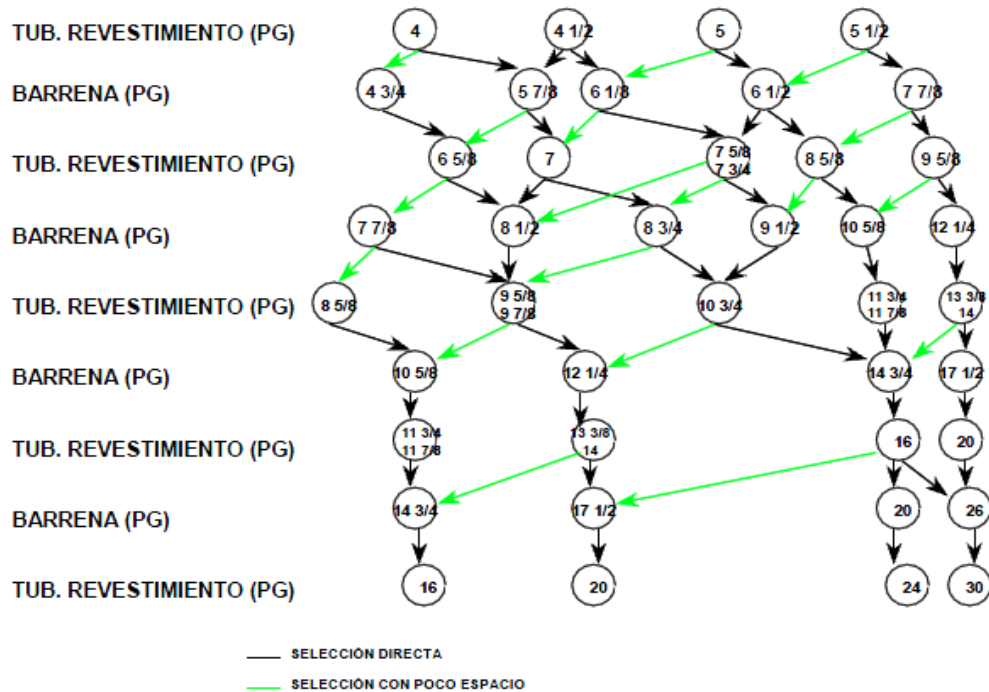 TUB. REVESTIMIENTO (PG) 4 4 1/2 5 5 1/2
BARRENA (PG) 4 3/4 5 7/8 6 1/8 6 1/2 7 7/8
TUB. REVESTIMIENTO (PG) 6 5/8 7 7 5/8 7 3/4 8 5/8 9 5/8
BARRENA (PG) 7 7/8 8 1/2 8 3/4 9 1/2 10 5/8 12 1/4
TUB. REVESTIMIENTO (PG) 8 5/8 9 5/8 9 7/8 10 3/4 11 3/4 11 7/8 13 3/8 14
BARRENA (PG) 10 5/8 12 1/4 14 3/4 17 1/2
TUB. REVESTIMIENTO (PG) 11 3/4 11 7/8 13 3/8 14 16 20
BARRENA (PG) 14 3/4 17 1/2 20 26
TUB. REVESTIMIENTO (PG) 16 20 24 30
SELECCIÓN DIRECTA
SELECCIÓN CON POCO ESPACIO